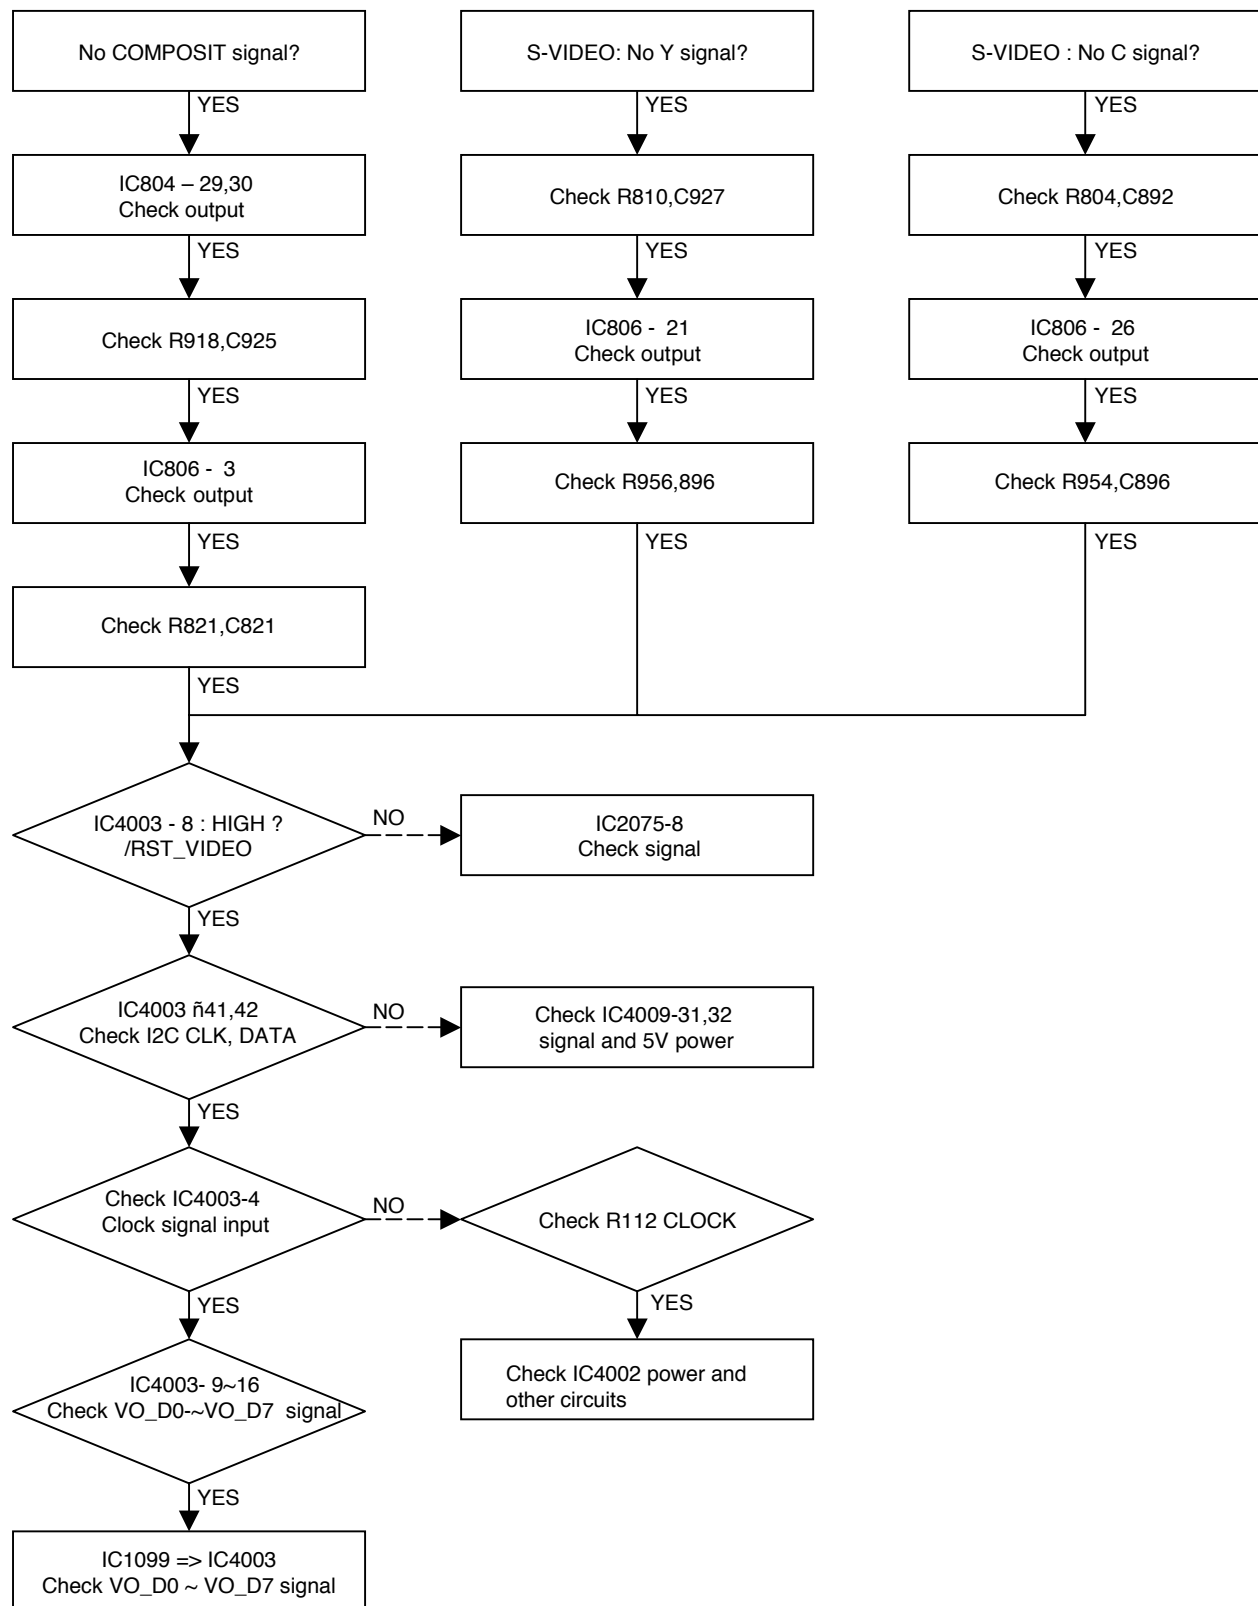 No COMPOSIT signal?
YES
IC804 – 29,30
Check output
YES
Check R918,C925
YES
IC806 - 3
Check output
YES
Check R821,C821
YES
S-VIDEO: No Y signal?
YES
Check R810,C927
YES
IC806 - 21
Check output
YES
Check R956,896
YES
S-VIDEO : No C signal?
YES
Check R804,C892
YES
IC806 - 26
Check output
YES
Check R954,C896
YES
IC4003 - 8 : HIGH ?
/RST_VIDEO
NO
IC2075-8
Check signal
YES
IC4003 ñ41,42
Check I2C CLK, DATA
NO
Check IC4009-31,32
signal and 5V power
YES
Check IC4003-4
Clock signal input
NO
Check R112 CLOCK
YES
Check IC4002 power and
other circuits
YES
IC4003- 9~16
Check VO_D0-~VO_D7 signal
YES
IC1099 => IC4003
Check VO_D0 ~ VO_D7 signal